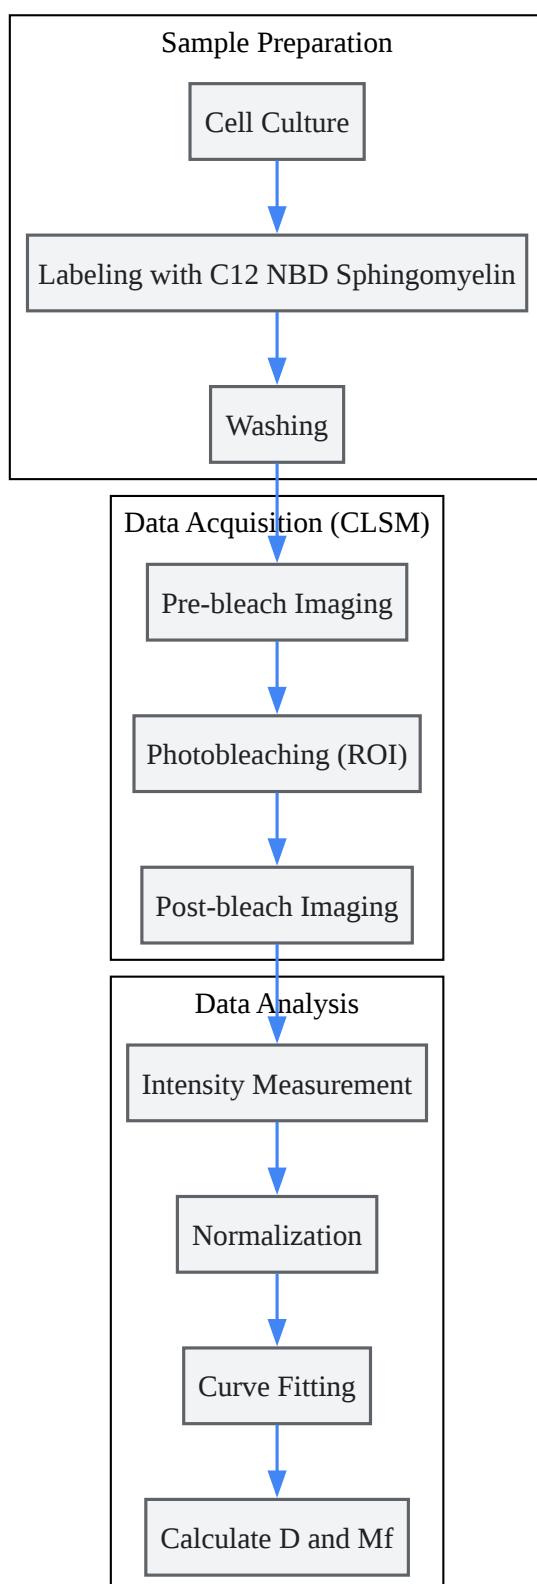 Sample Preparation
Cell Culture
Labeling with C12 NBD Sphingomyelin
Washing
Data Acquisition (CLSM)
Pre-bleach Imaging
Photobleaching (ROI)
Post-bleach Imaging
Data Analysis
Intensity Measurement
Normalization
Curve Fitting
Calculate D and Mf